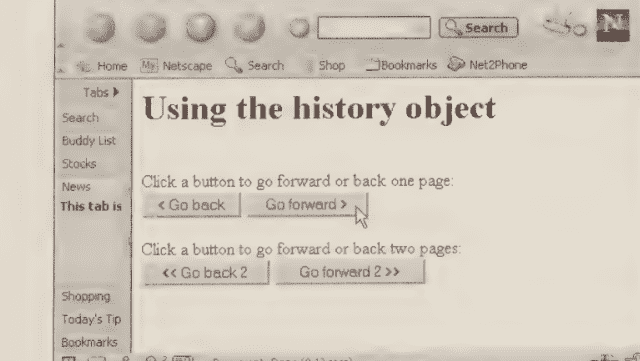 Search
N
Home My Netscape Search Shop Bookmarks Net2Phone
Tabs
Search
Buddy List
Stocks
News
This tab is
Shopping
Today's Tip
Bookmarks
Using the history object
Click a button to go forward or back one page:
< Go back Go forward >
Click a button to go forward or back two pages:
<< Go back 2 Go forward 2 >>